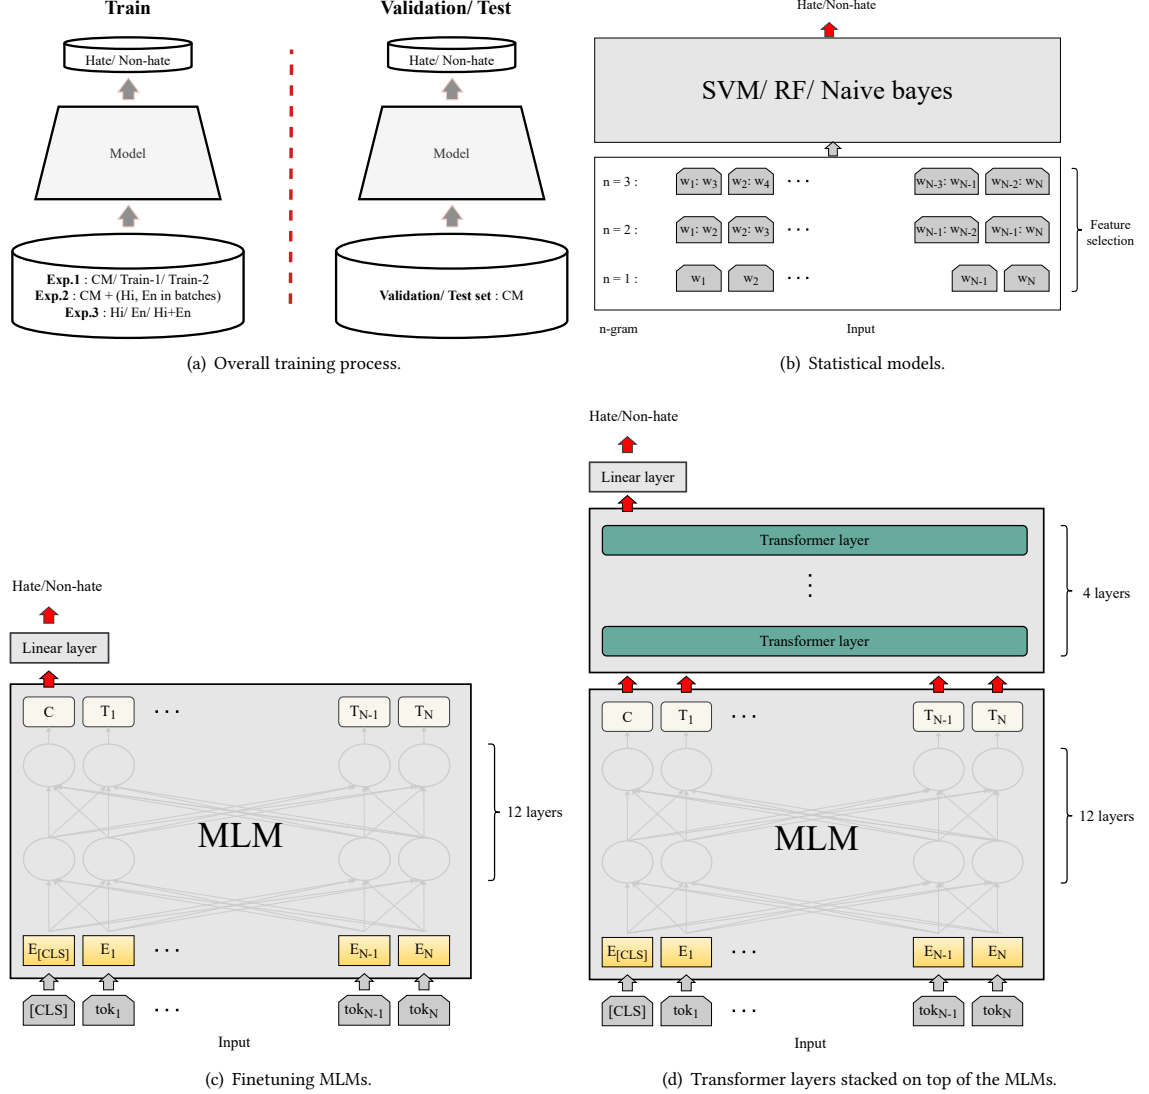 Train
Validation/ Test
Hate/ Non-hate
Hate/ Non-hate
Model
Model
Exp.1 : CM/ Train-1/ Train-2
Exp.2 : CM + (Hi, En in batches)
Exp.3 : Hi/ En/ Hi+En
Validation/ Test set : CM
(a) Overall training process.
Hate/Non-hate
SVM/ RF/ Naive bayes
n = 3 : w1: w3 w2: w4 · · · wN-3: wN-1 wN-2: wN
n = 2 : w1: w2 w2: w3 · · · wN-1: wN-2 wN-1: wN
n = 1 : w1 w2 · · · wN-1 wN
Feature
selection
n-gram Input
(b) Statistical models.
Hate/Non-hate
Linear layer
C T1 · · · TN-1 TN
MLM
12 layers
E[CLS] E1 · · · EN-1 EN
[CLS] tok1 · · · tokN-1 tokN
Input
(c) Finetuning MLMs.
Hate/Non-hate
Linear layer
Transformer layer
⋮
Transformer layer
4 layers
C T1 · · · TN-1 TN
MLM
12 layers
E[CLS] E1 · · · EN-1 EN
[CLS] tok1 · · · tokN-1 tokN
Input
(d) Transformer layers stacked on top of the MLMs.